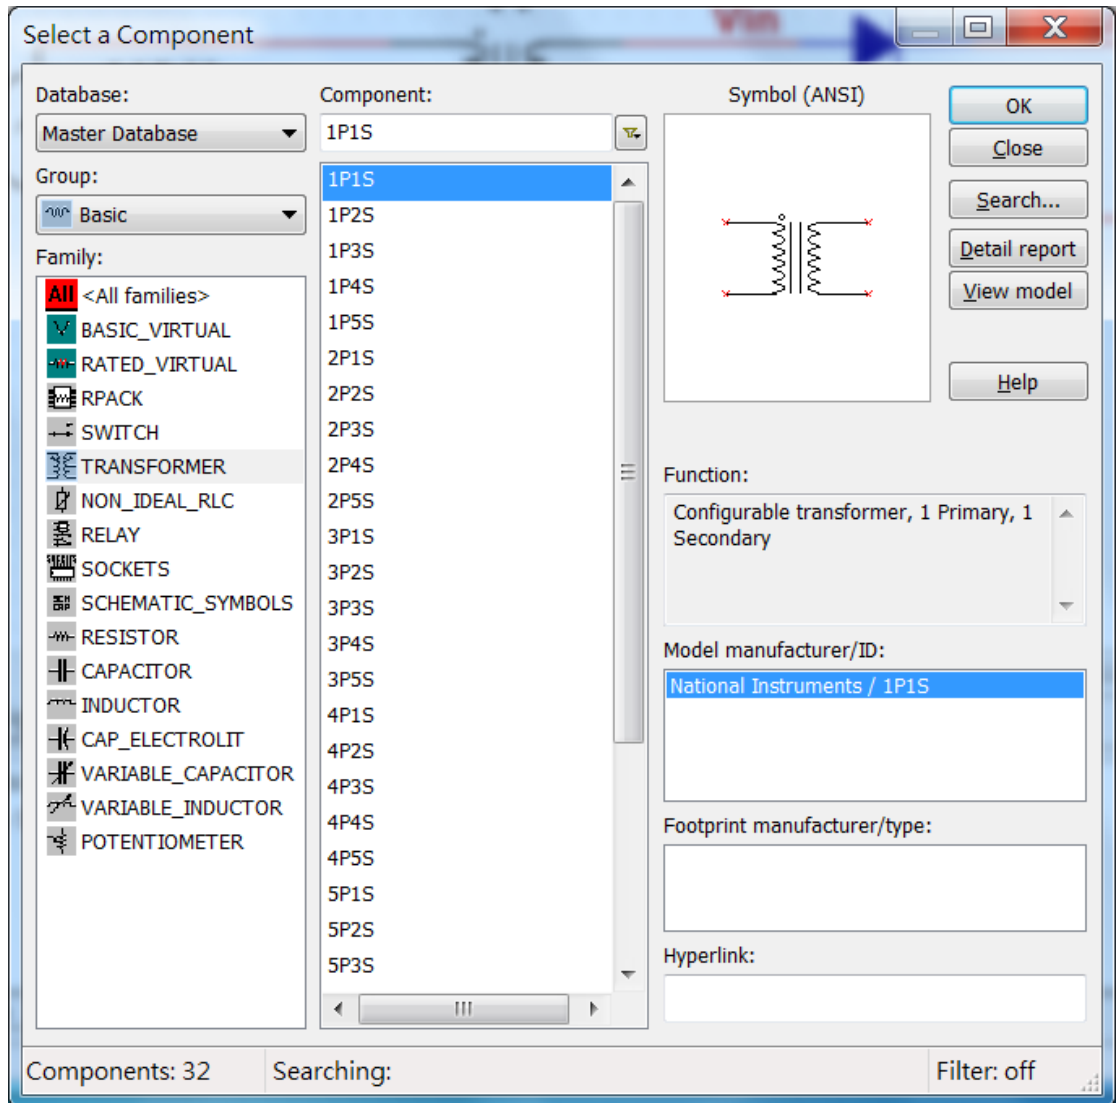 Vin
Select a Component
Database:
Master Database
Group:
Basic
Family:
All <All families>
BASIC_VIRTUAL
RATED_VIRTUAL
RPACK
SWITCH
TRANSFORMER
NON_IDEAL_RLC
RELAY
SOCKETS
SCHEMATIC_SYMBOLS
RESISTOR
CAPACITOR
INDUCTOR
CAP_ELECTROLIT
VARIABLE_CAPACITOR
VARIABLE_INDUCTOR
POTENTIOMETER
Component:
1P1S
1P1S
1P2S
1P3S
1P4S
1P5S
2P1S
2P2S
2P3S
2P4S
2P5S
3P1S
3P2S
3P3S
3P4S
3P5S
4P1S
4P2S
4P3S
4P4S
4P5S
5P1S
5P2S
5P3S
Symbol (ANSI)
OK
Close
Search...
Detail report
View model
Help
Function:
Configurable transformer, 1 Primary, 1
Secondary
Model manufacturer/ID:
National Instruments / 1P1S
Footprint manufacturer/type:
Hyperlink:
Components: 32
Searching:
Filter: off